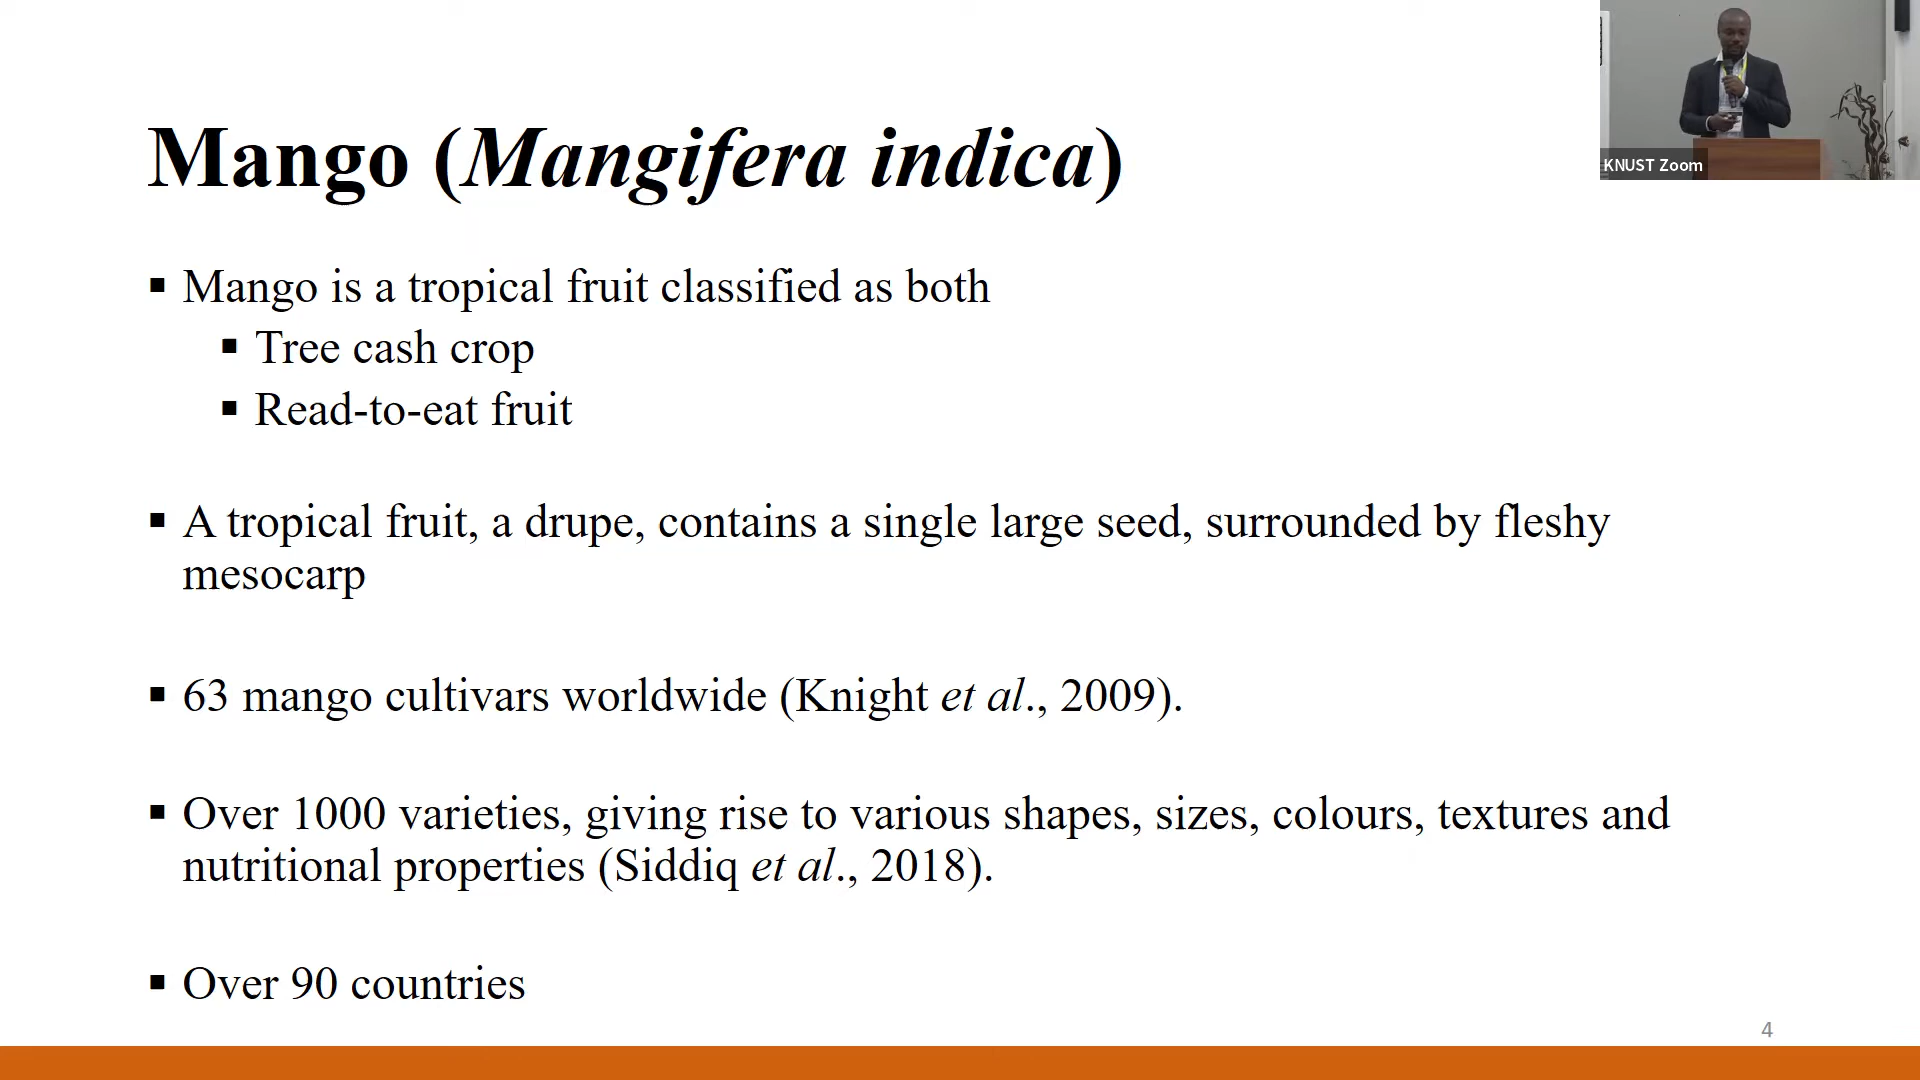 Mango (Mangifera indica)
KNUST Zoom
▪ Mango is a tropical fruit classified as both
▪ Tree cash crop
▪ Read-to-eat fruit
▪ A tropical fruit, a drupe, contains a single large seed, surrounded by fleshy
mesocarp
▪ 63 mango cultivars worldwide (Knight et al., 2009).
▪ Over 1000 varieties, giving rise to various shapes, sizes, colours, textures and
nutritional properties (Siddiq et al., 2018).
▪ Over 90 countries
4